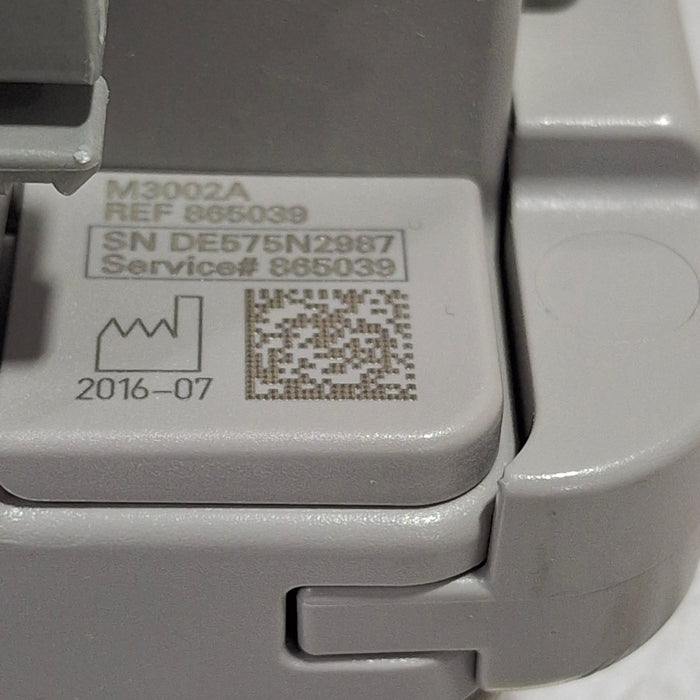 M3002A
REF 865039
SN DE575N2987
Service# 865039
2016-07